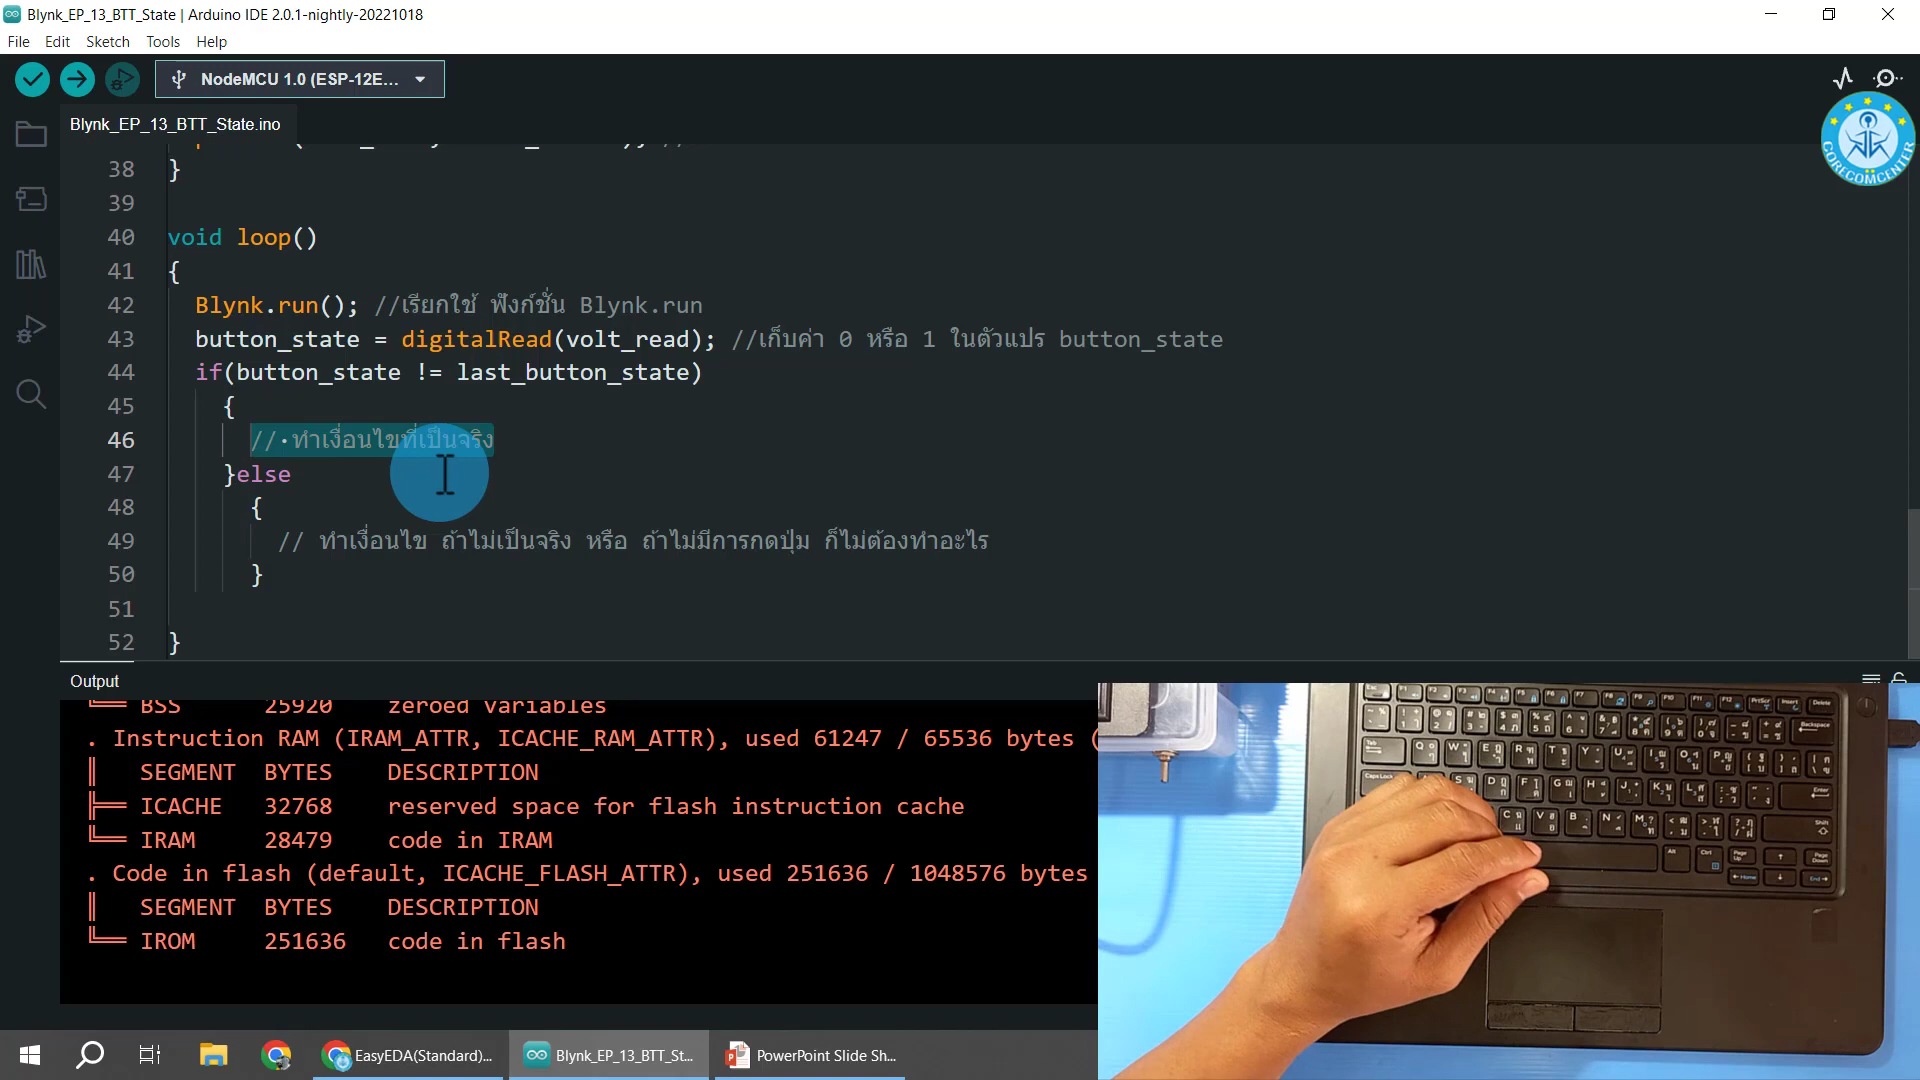 Blynk_EP_13_BTT_State | Arduino IDE 2.0.1-nightly-20221018
File Edit Sketch Tools Help
NodeMCU 1.0 (ESP-12E...
Blynk_EP_13_BTT_State.ino
CORECOMCENTER
38 }
39
40 void loop()
41 {
42 Blynk.run(); //เรียกใช้ ฟังก์ชั่น Blynk.run
43 button_state = digitalRead(volt_read); //เก็บค่า 0 หรือ 1 ในตัวแปร button_state
44 if(button_state != last_button_state)
45 {
46 // ทำเงื่อนไขที่เป็นจริง
47 }else
48 {
49 // ทำเงื่อนไข ถ้าไม่เป็นจริง หรือ ถ้าไม่มีการกดปุ่ม ก็ไม่ต้องทำอะไร
50 }
51
52 }
Output
╙── BSS 25920 zeroed variables
. Instruction RAM (IRAM_ATTR, ICACHE_RAM_ATTR), used 61247 / 65536 bytes (
║ SEGMENT BYTES DESCRIPTION
╠══ ICACHE 32768 reserved space for flash instruction cache
╚══ IRAM 28479 code in IRAM
. Code in flash (default, ICACHE_FLASH_ATTR), used 251636 / 1048576 bytes
║ SEGMENT BYTES DESCRIPTION
╚══ IROM 251636 code in flash
EasyEDA(Standard)... Blynk_EP_13_BTT_St... PowerPoint Slide Sh...